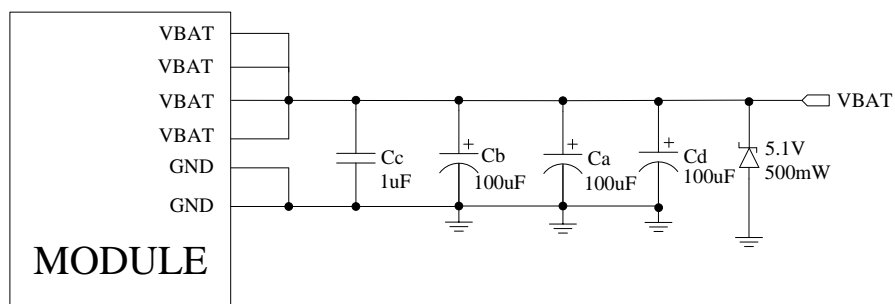 VBAT
VBAT
VBAT
VBAT
GND
GND
MODULE
Cc
1uF
+
Cb
100uF
+
Ca
100uF
+
Cd
100uF
5.1V
500mW
VBAT